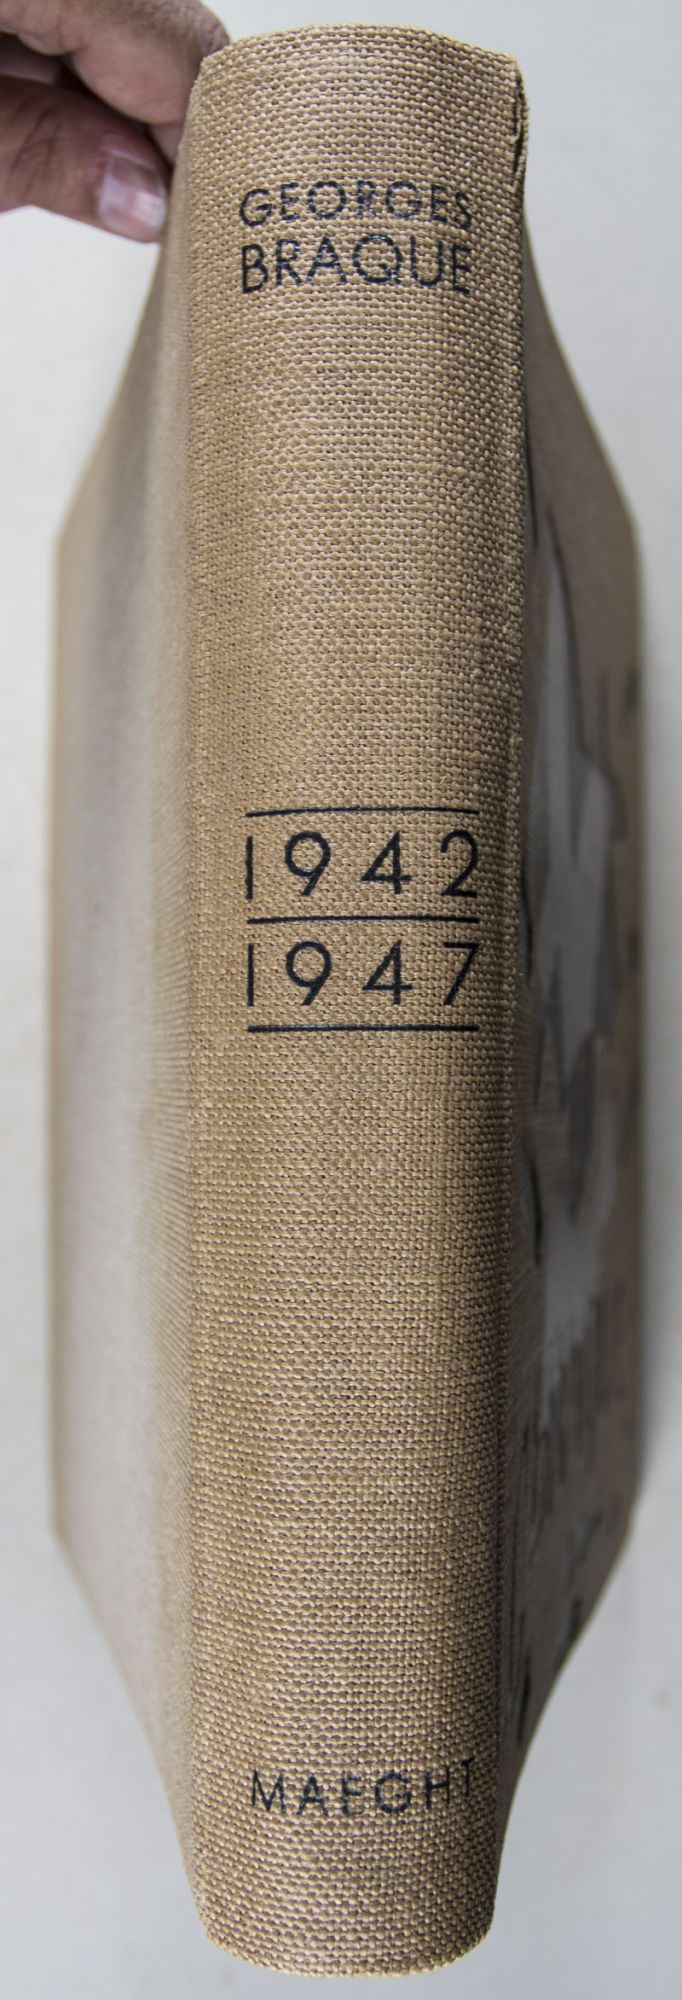 GEORGES
BRAQUE
1942
1947
MAEGHT